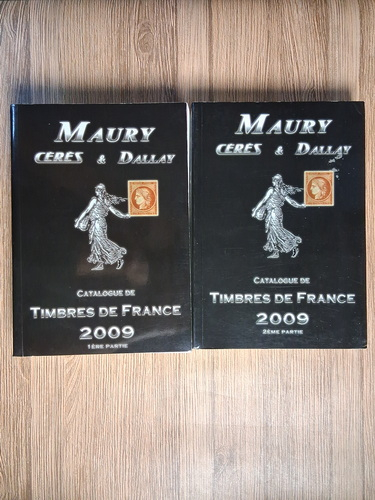 MAURY
CERES & DALLAY
CATALOGUE DE
TIMBRES DE FRANCE
2009
1ÈRE PARTIE
MAURY
CERES & DALLAY
CATALOGUE DE
TIMBRES DE FRANCE
2009
2ÈME PARTIE